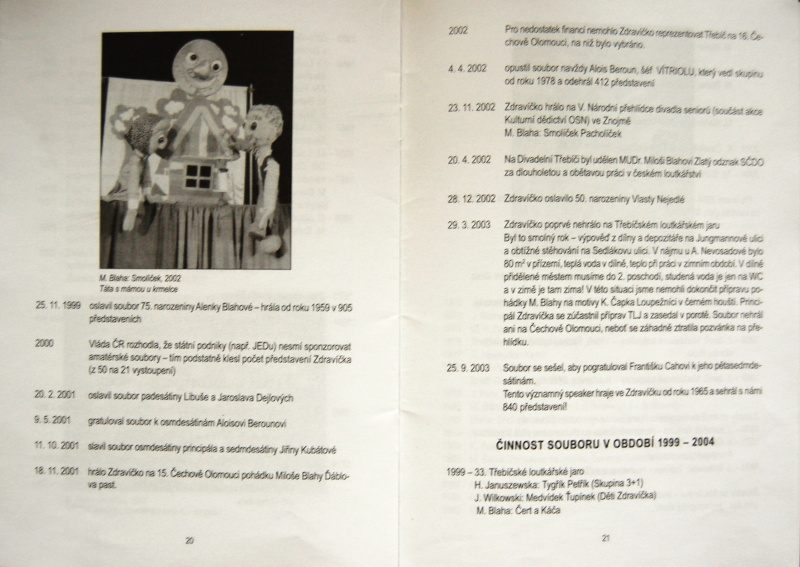 M. Blaha: Smolíček, 2002
Táta s mámou u krmelce
25. 11. 1999 oslavil soubor 75. narozeniny Alenky Blahové – hrála od roku 1959 v 905
představeních
2000 Vláda ČR rozhodla, že státní podniky (např. JEDu) nesmí sponzorovat
amatérské soubory – tím podstatně klesl počet představení Zdravíčka
(z 50 na 21 vystoupení)
20. 2. 2001 oslavil soubor padesátiny Libuše a Jaroslava Dejlových
9. 5. 2001 gratuloval soubor k osmdesátinám Aloisovi Berounovi
11. 10. 2001 slavil soubor osmdesátiny principála a sedmdesátiny Jiřiny Kubátové
18. 11. 2001 hrálo Zdravíčko na 15. Čechově Olomouci pohádku Miloše Blahy Ďáblo-
va past.
20
2002 Pro nedostatek financí nemohlo Zdravíčko reprezentovat Třebíč na 16. Če-
chově Olomouci, na niž bylo vybráno.
4. 4. 2002 opustil soubor navždy Alois Beroun, šéf VITRIOLU, který vedl skupinu
od roku 1978 a odehrál 412 představení
23. 11. 2002 Zdravíčko hrálo na V. Národní přehlídce divadla seniorů (součást akce
Kulturní dědictví OSN) ve Znojmě
M. Blaha: Smolíček Pacholíček
20. 4. 2002 Na Divadelní Třebíči byl udělen MUDr. Miloši Blahovi Zlatý odznak SČDO
za dlouholetou a obětavou práci v českém loutkářství
28. 12. 2002 Zdravíčko oslavilo 50. narozeniny Vlasty Nejedlé
29. 3. 2003 Zdravíčko poprvé nehrálo na Třebíčském loutkářském jaru
Byl to smolný rok – výpověď z dílny a depozitáře na Jungmannově ulici
a obtížné stěhování na Sedlákovu ulici. V nájmu u A. Nevosadové bylo
80 m² v přízemí, teplá voda v dílně, teplo při práci v zimním období. V dílně
přidělené městem musíme do 2. poschodí, studená voda je jen na WC
a v zimě je tam zima! V této situaci jsme nemohli dokončit přípravu po-
hádky M. Blahy na motivy K. Čapka Loupežníci v černém houští. Princi-
pál Zdravíčka se zúčastnil příprav TLJ a zasedal v porotě. Soubor nehrál
ani na Čechově Olomouci, neboť se záhadně ztratila pozvánka na pře-
hlídku.
25. 9. 2003 Soubor se sešel, aby pogratuloval Františku Cahovi k jeho pětasedmde-
sátinám.
Tento významný speaker hraje ve Zdravíčku od roku 1965 a sehrál s námi
840 představení!
ČINNOST SOUBORU V OBDOBÍ 1999 – 2004
1999 – 33. Třebíčské loutkářské jaro
H. Januszewska: Tygřík Petřík (Skupina 3+1)
J. Wilkowski: Medvídek Ťupínek (Děti Zdravíčka)
M. Blaha: Čert a Káča
21